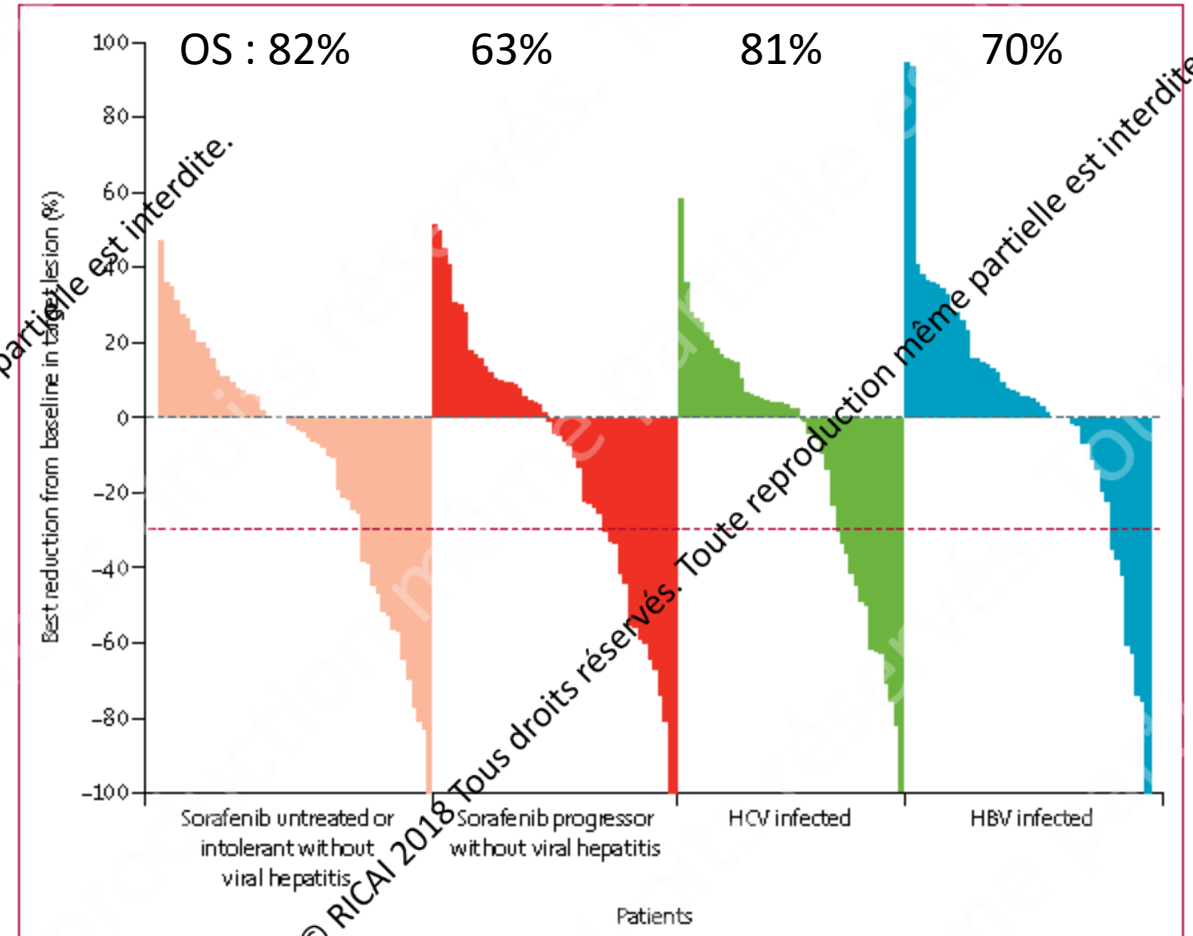 OS : 82% 63% 81% 70%
100
80
60
40
20
0
−20
−40
−60
−80
−100
Best reduction from baseline in target lesion (%)
Sorafenib untreated or
intolerant without
viral hepatitis
Sorafenib progressor
without viral hepatitis
HCV infected
HBV infected
Patients
partielle est interdite.
© RICAI 2018 Tous droits réservés. Toute reproduction même partielle est interdite